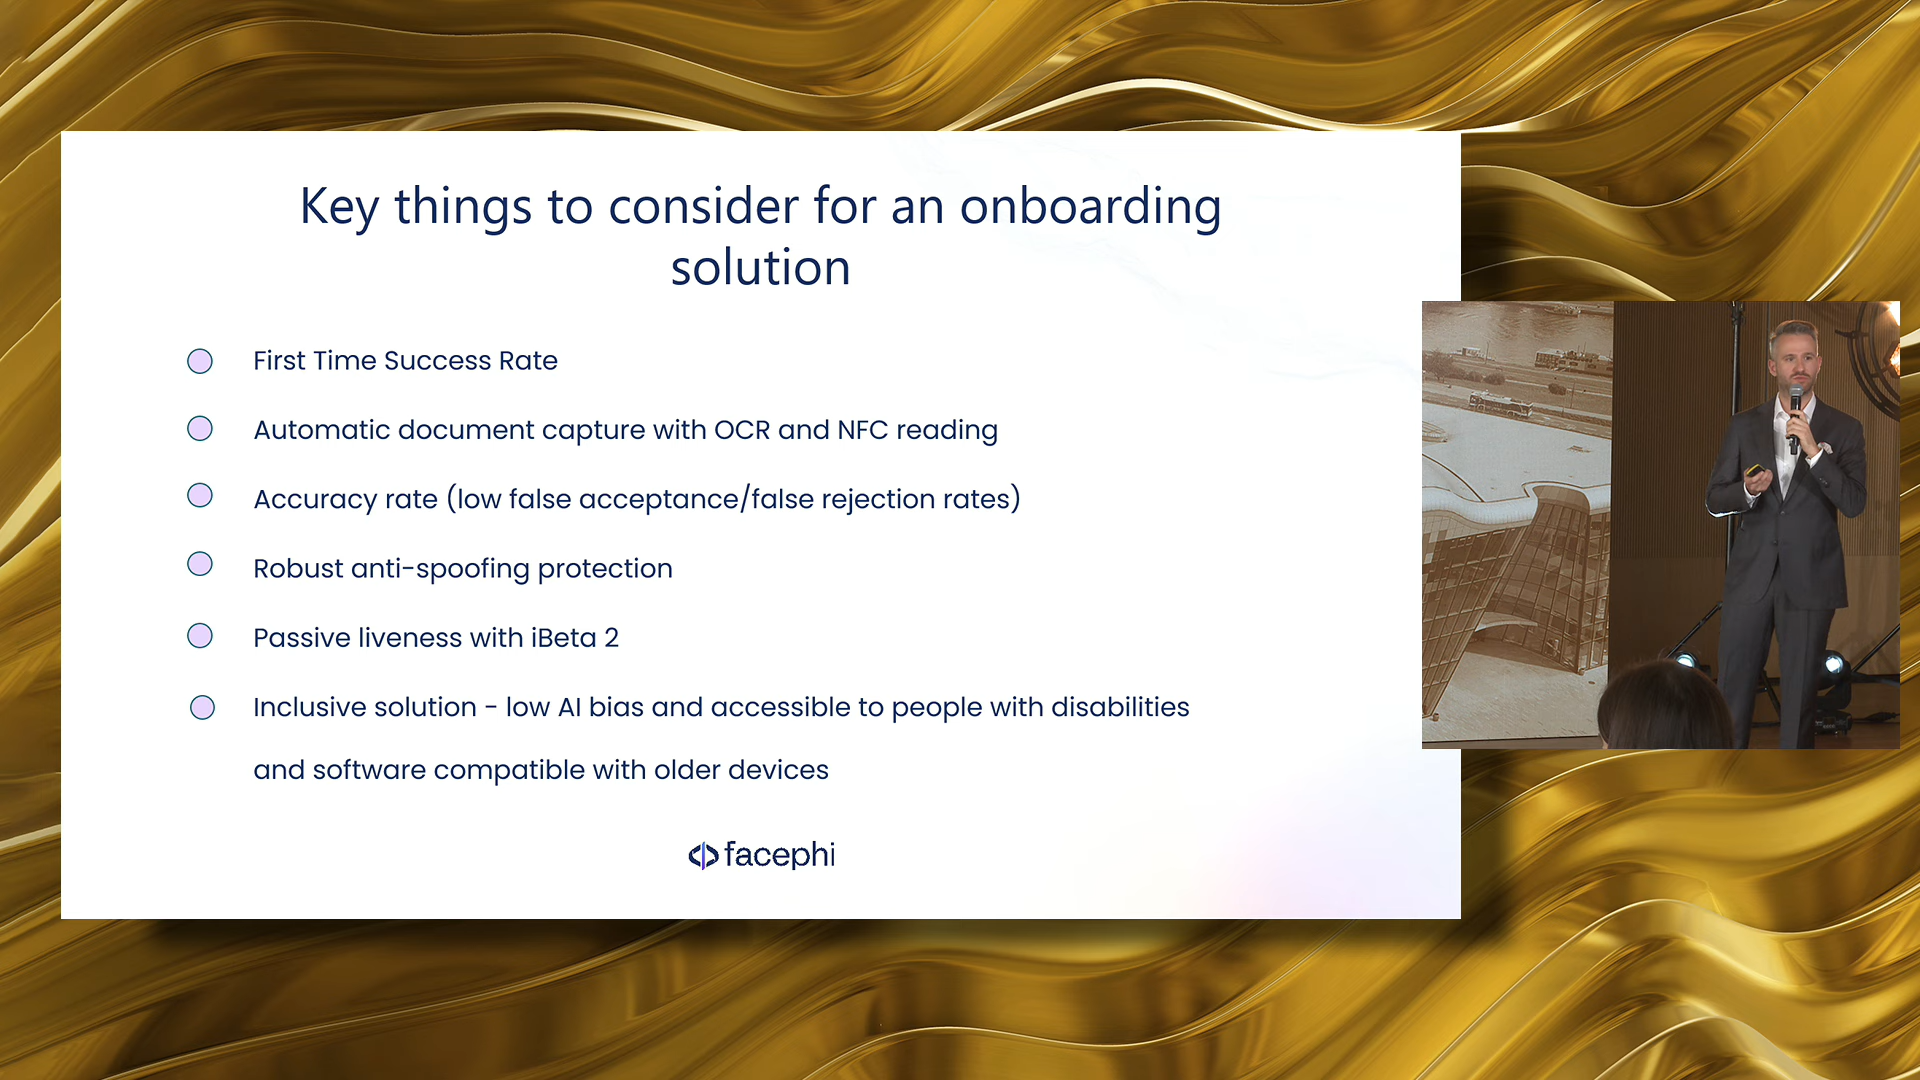 Key things to consider for an onboarding
solution
First Time Success Rate
Automatic document capture with OCR and NFC reading
Accuracy rate (low false acceptance/false rejection rates)
Robust anti-spoofing protection
Passive liveness with iBeta 2
Inclusive solution - low AI bias and accessible to people with disabilities
and software compatible with older devices
facephi